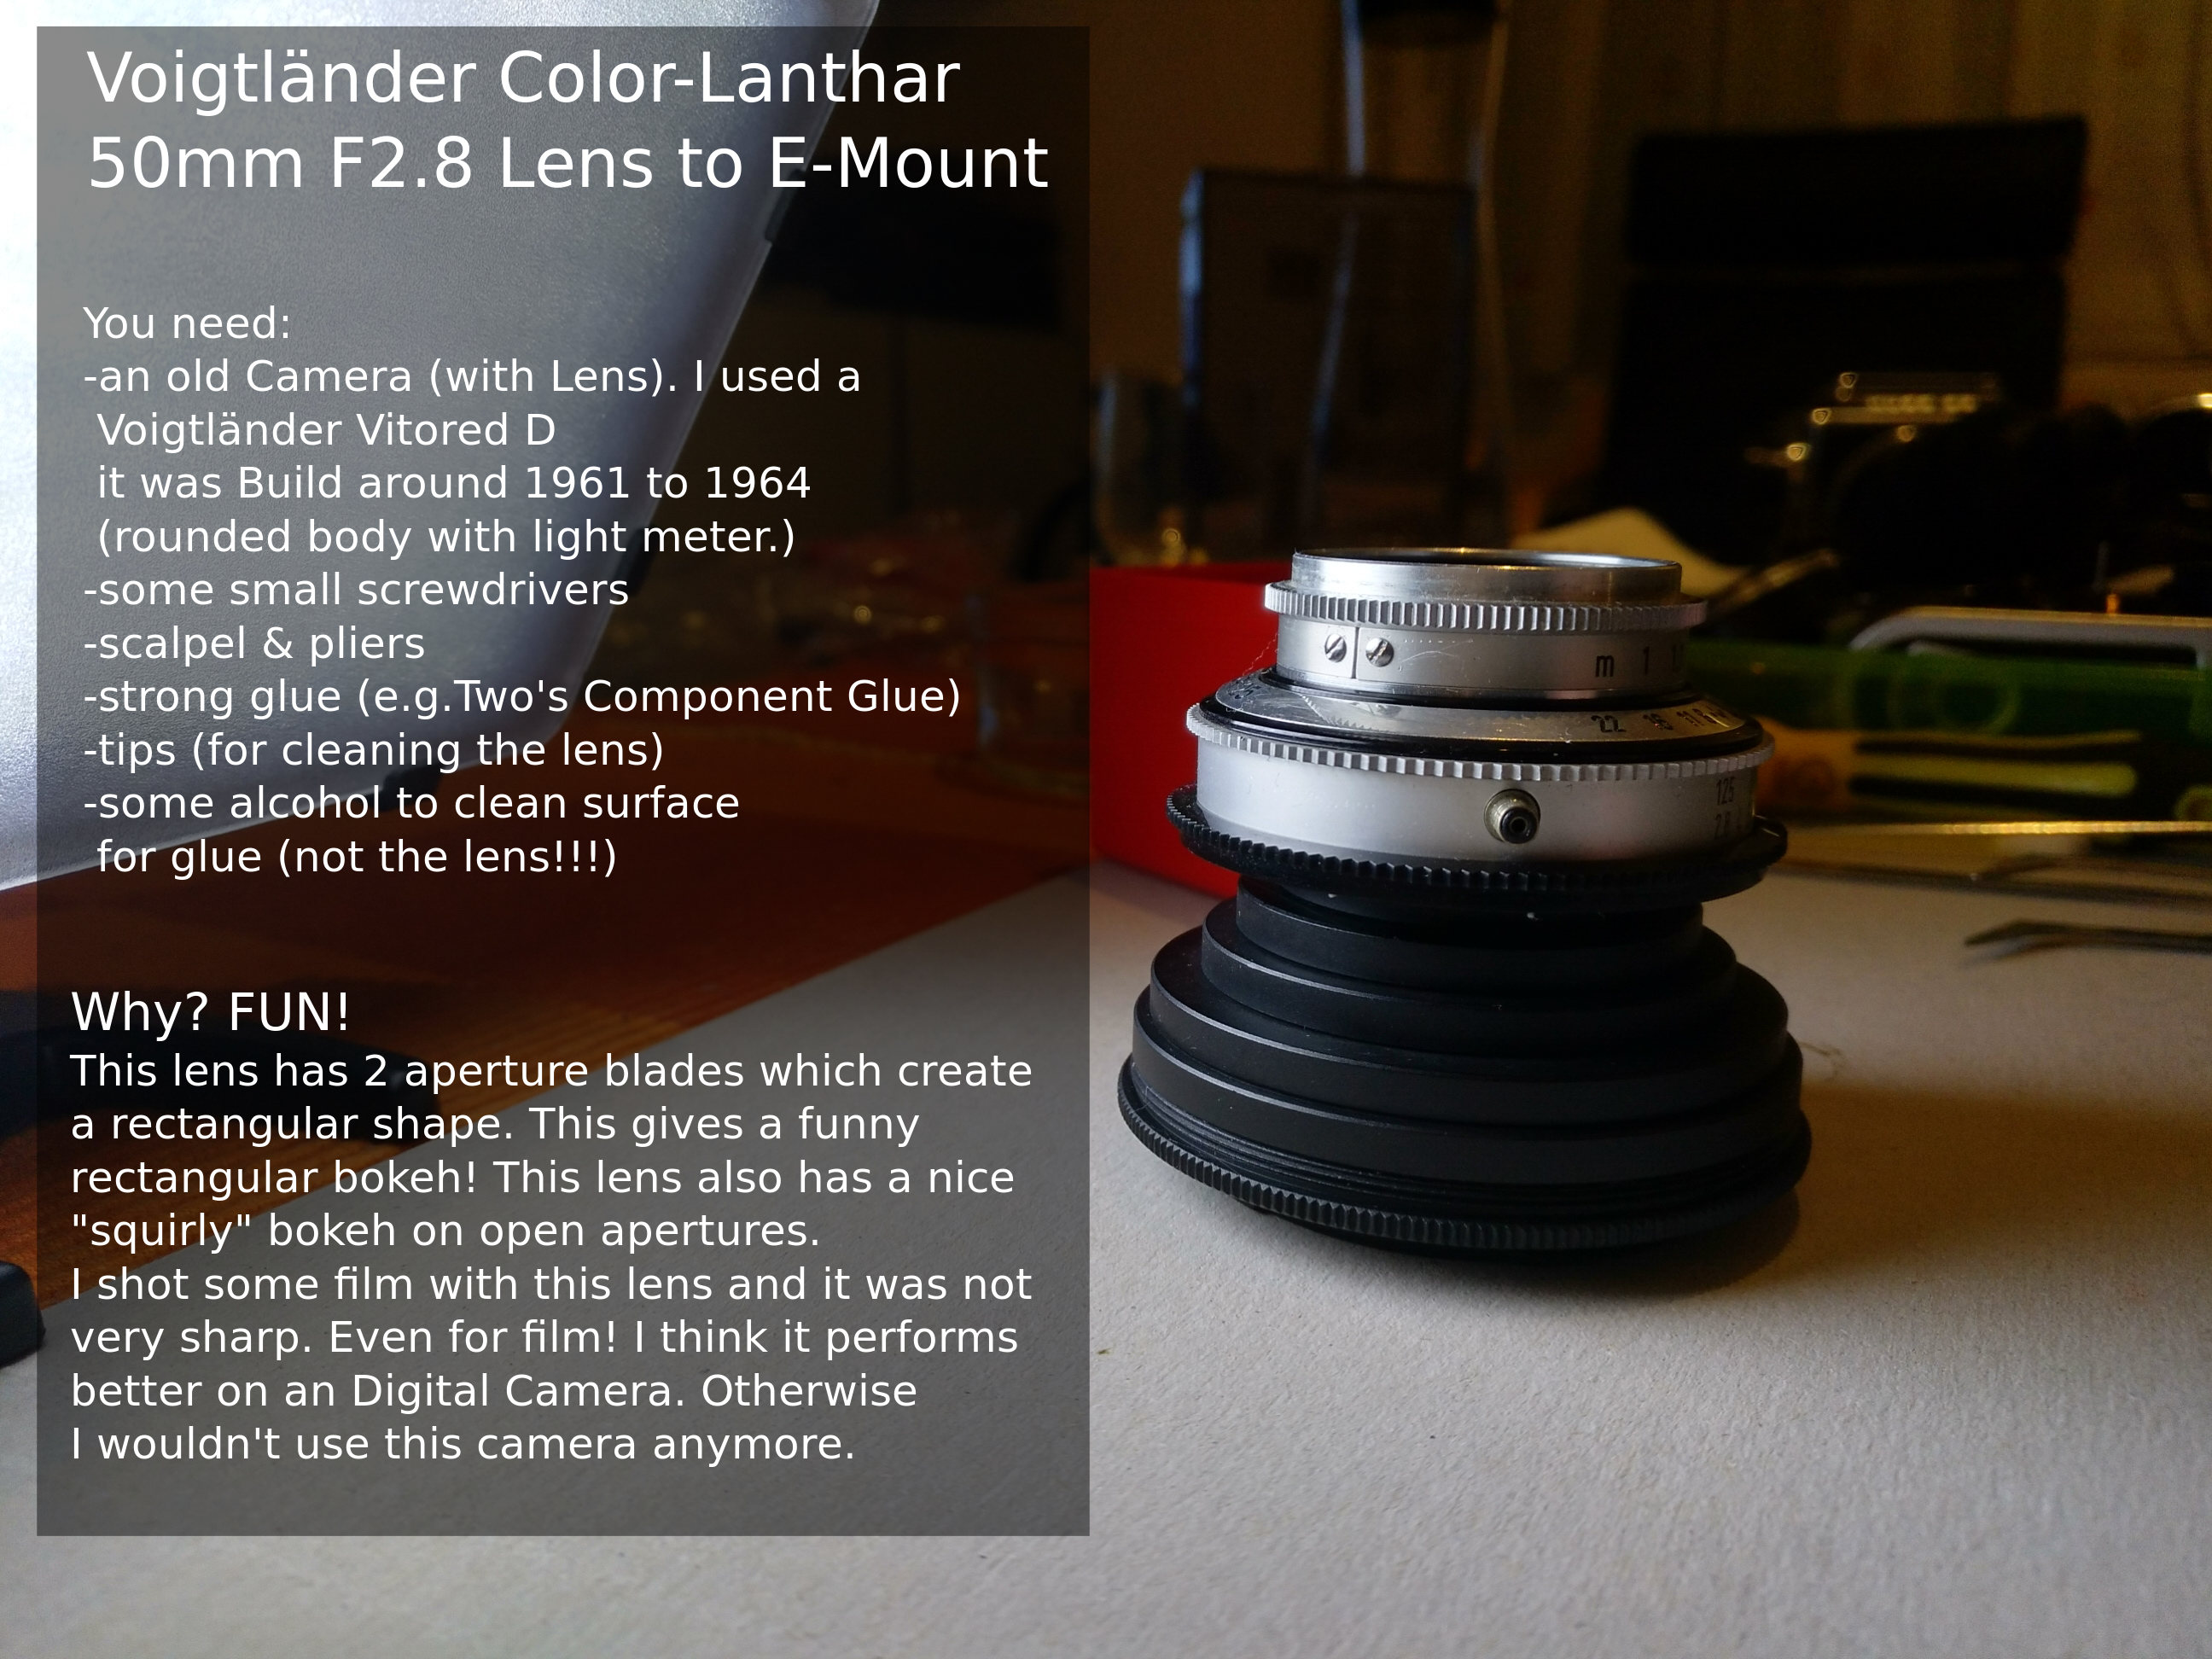 Voigtländer Color-Lanthar
50mm F2.8 Lens to E-Mount
You need:
-an old Camera (with Lens). I used a
Voigtländer Vitored D
it was Build around 1961 to 1964
(rounded body with light meter.)
-some small screwdrivers
-scalpel & pliers
-strong glue (e.g.Two's Component Glue)
-tips (for cleaning the lens)
-some alcohol to clean surface
for glue (not the lens!!!)
Why? FUN!
This lens has 2 aperture blades which create
a rectangular shape. This gives a funny
rectangular bokeh! This lens also has a nice
"squirly" bokeh on open apertures.
I shot some film with this lens and it was not
very sharp. Even for film! I think it performs
better on an Digital Camera. Otherwise
I wouldn't use this camera anymore.
m 1
22 16
125
2.8